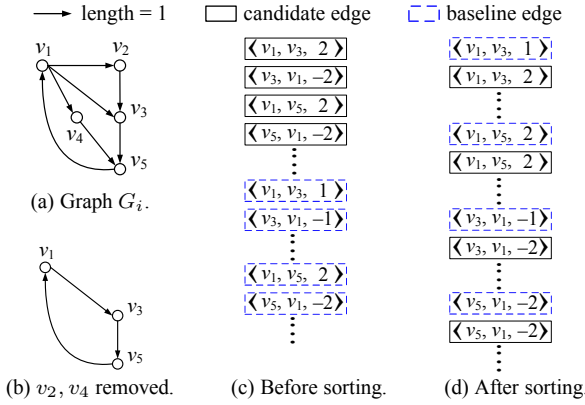 length = 1
candidate edge
baseline edge
v1
v2
v3
v4
v5
(a) Graph Gi.
v1
v3
v5
(b) v2, v4 removed.
⟨v1, v3, 2⟩
⟨v3, v1, −2⟩
⟨v1, v5, 2⟩
⟨v5, v1, −2⟩
⟨v1, v3, 1⟩
⟨v3, v1, −1⟩
⟨v1, v5, 2⟩
⟨v5, v1, −2⟩
(c) Before sorting.
⟨v1, v3, 1⟩
⟨v1, v3, 2⟩
⟨v1, v5, 2⟩
⟨v1, v5, 2⟩
⟨v3, v1, −1⟩
⟨v3, v1, −2⟩
⟨v5, v1, −2⟩
⟨v5, v1, −2⟩
(d) After sorting.